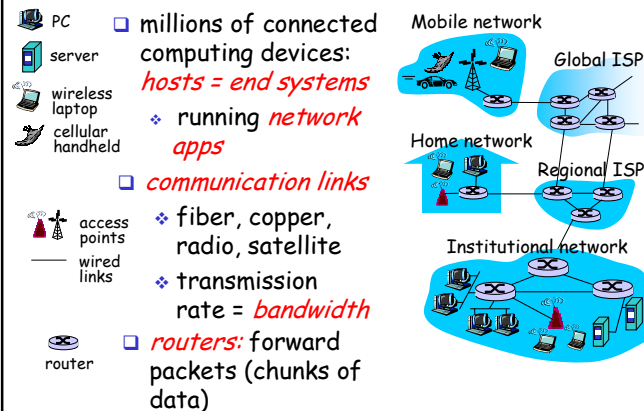 PC
server
wireless
laptop
cellular
handheld
access
points
wired
links
router
millions of connected
computing devices:
hosts = end systems
running network
apps
communication links
fiber, copper,
radio, satellite
transmission
rate = bandwidth
routers: forward
packets (chunks of
data)
Mobile network
Global ISP
Home network
Regional ISP
Institutional network